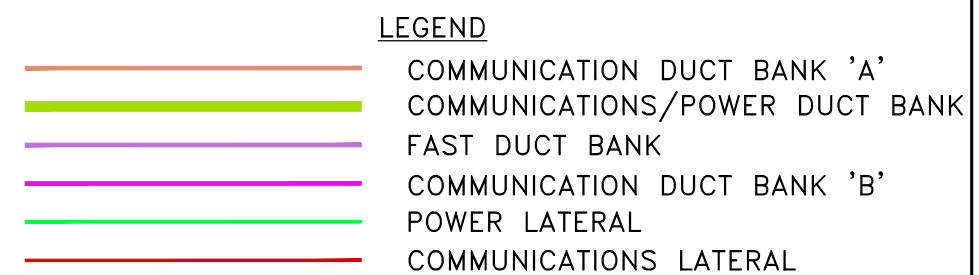 LEGEND
COMMUNICATION DUCT BANK 'A'
COMMUNICATIONS/POWER DUCT BANK
FAST DUCT BANK
COMMUNICATION DUCT BANK 'B'
POWER LATERAL
COMMUNICATIONS LATERAL